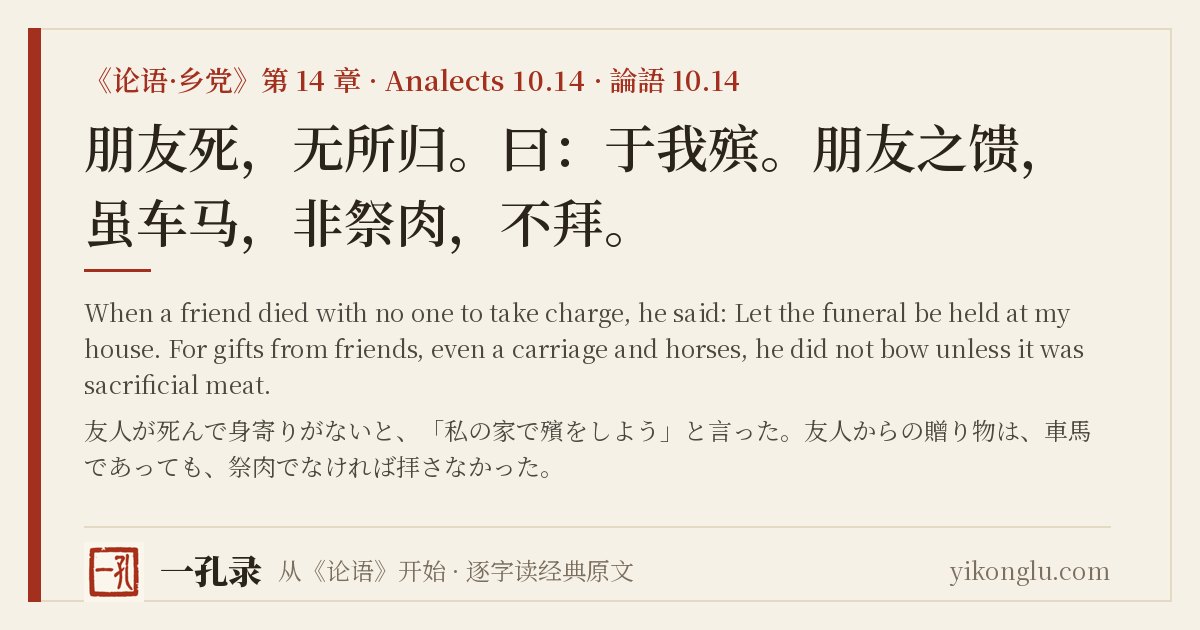 《论语·乡党》第 14 章 · Analects 10.14 · 論語 10.14
朋友死，无所归。曰：于我殡。朋友之馈，
虽车马，非祭肉，不拜。
When a friend died with no one to take charge, he said: Let the funeral be held at my
house. For gifts from friends, even a carriage and horses, he did not bow unless it was
sacrificial meat.
友人が死んで身寄りがないと、「私の家で殯をしよう」と言った。友人からの贈り物は、車馬
であっても、祭肉でなければ拝さなかった。
一孔
一孔录 从《论语》开始 · 逐字读经典原文 yikonglu.com